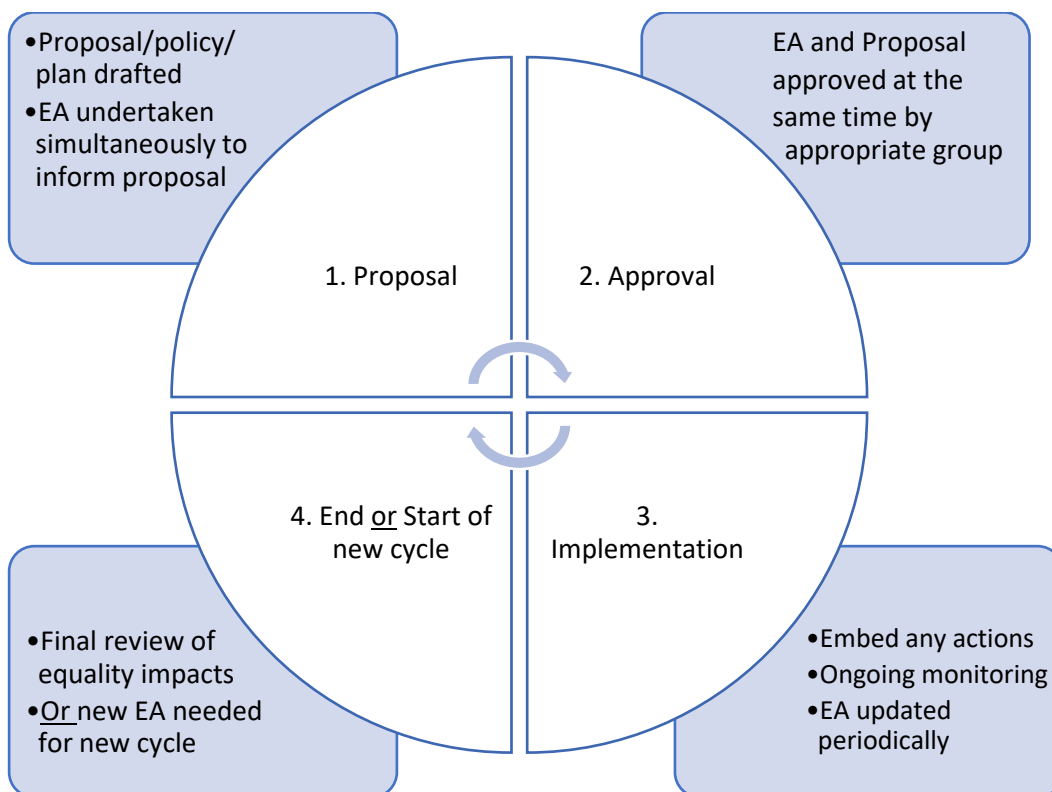 •Proposal/policy/
plan drafted
•EA undertaken
simultaneously to
inform proposal
EA and Proposal
approved at the
same time by
appropriate group
1. Proposal
2. Approval
4. End or Start of
new cycle
3.
Implementation
•Final review of
equality impacts
•Or new EA needed
for new cycle
•Embed any actions
•Ongoing monitoring
•EA updated
periodically